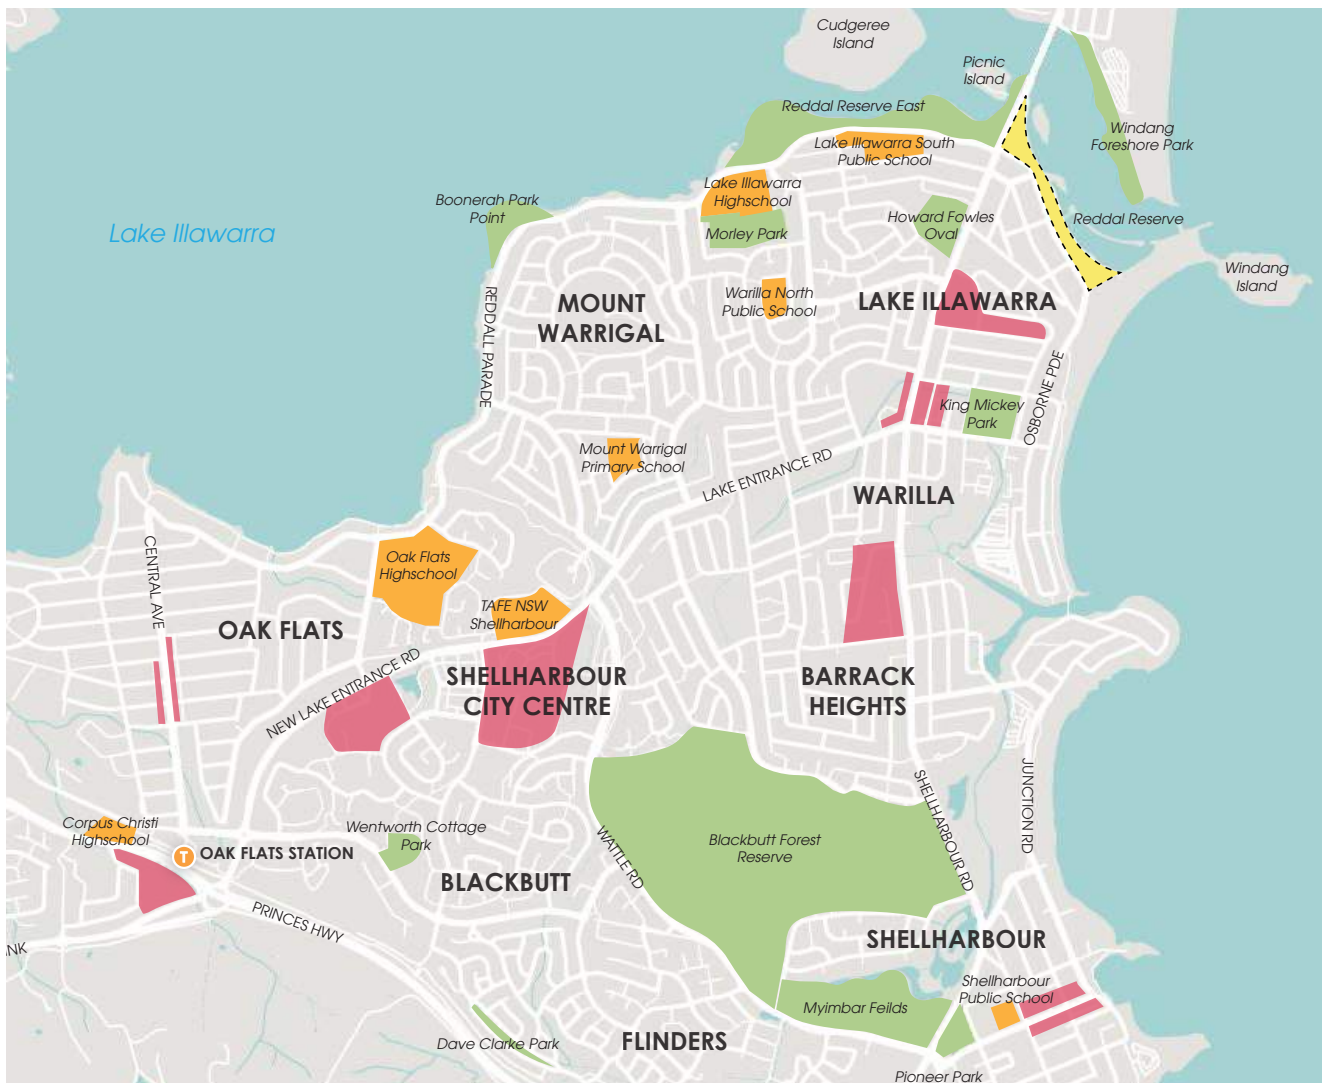 Cudgeree
Island
Picnic
Island
Reddal Reserve East
Windang
Foreshore Park
Lake Illawarra South
Public School
Lake Illawarra
Highschool
Boonerah Park
Point
Howard Fowles
Oval
Reddal Reserve
Morley Park
Lake Illawarra
Windang
Island
Warilla North
Public School
LAKE ILLAWARRA
MOUNT
WARRIGAL
REDDALL PARADE
OSBORNE PDE
King Mickey
Park
Mount Warrigal
Primary School
LAKE ENTRANCE RD
WARILLA
CENTRAL AVE
Oak Flats
Highschool
TAFE NSW
Shellharbour
OAK FLATS
NEW LAKE ENTRANCE RD
SHELLHARBOUR
CITY CENTRE
BARRACK
HEIGHTS
SHELLHARBOUR RD
JUNCTION RD
Corpus Christi
Highschool
T
OAK FLATS STATION
Wentworth Cottage
Park
WATTLE RD
Blackbutt Forest
Reserve
BLACKBUTT
PRINCES HWY
NK
SHELLHARBOUR
Shellharbour
Public School
Myimbar Feilds
Dave Clarke Park
FLINDERS
Pioneer Park